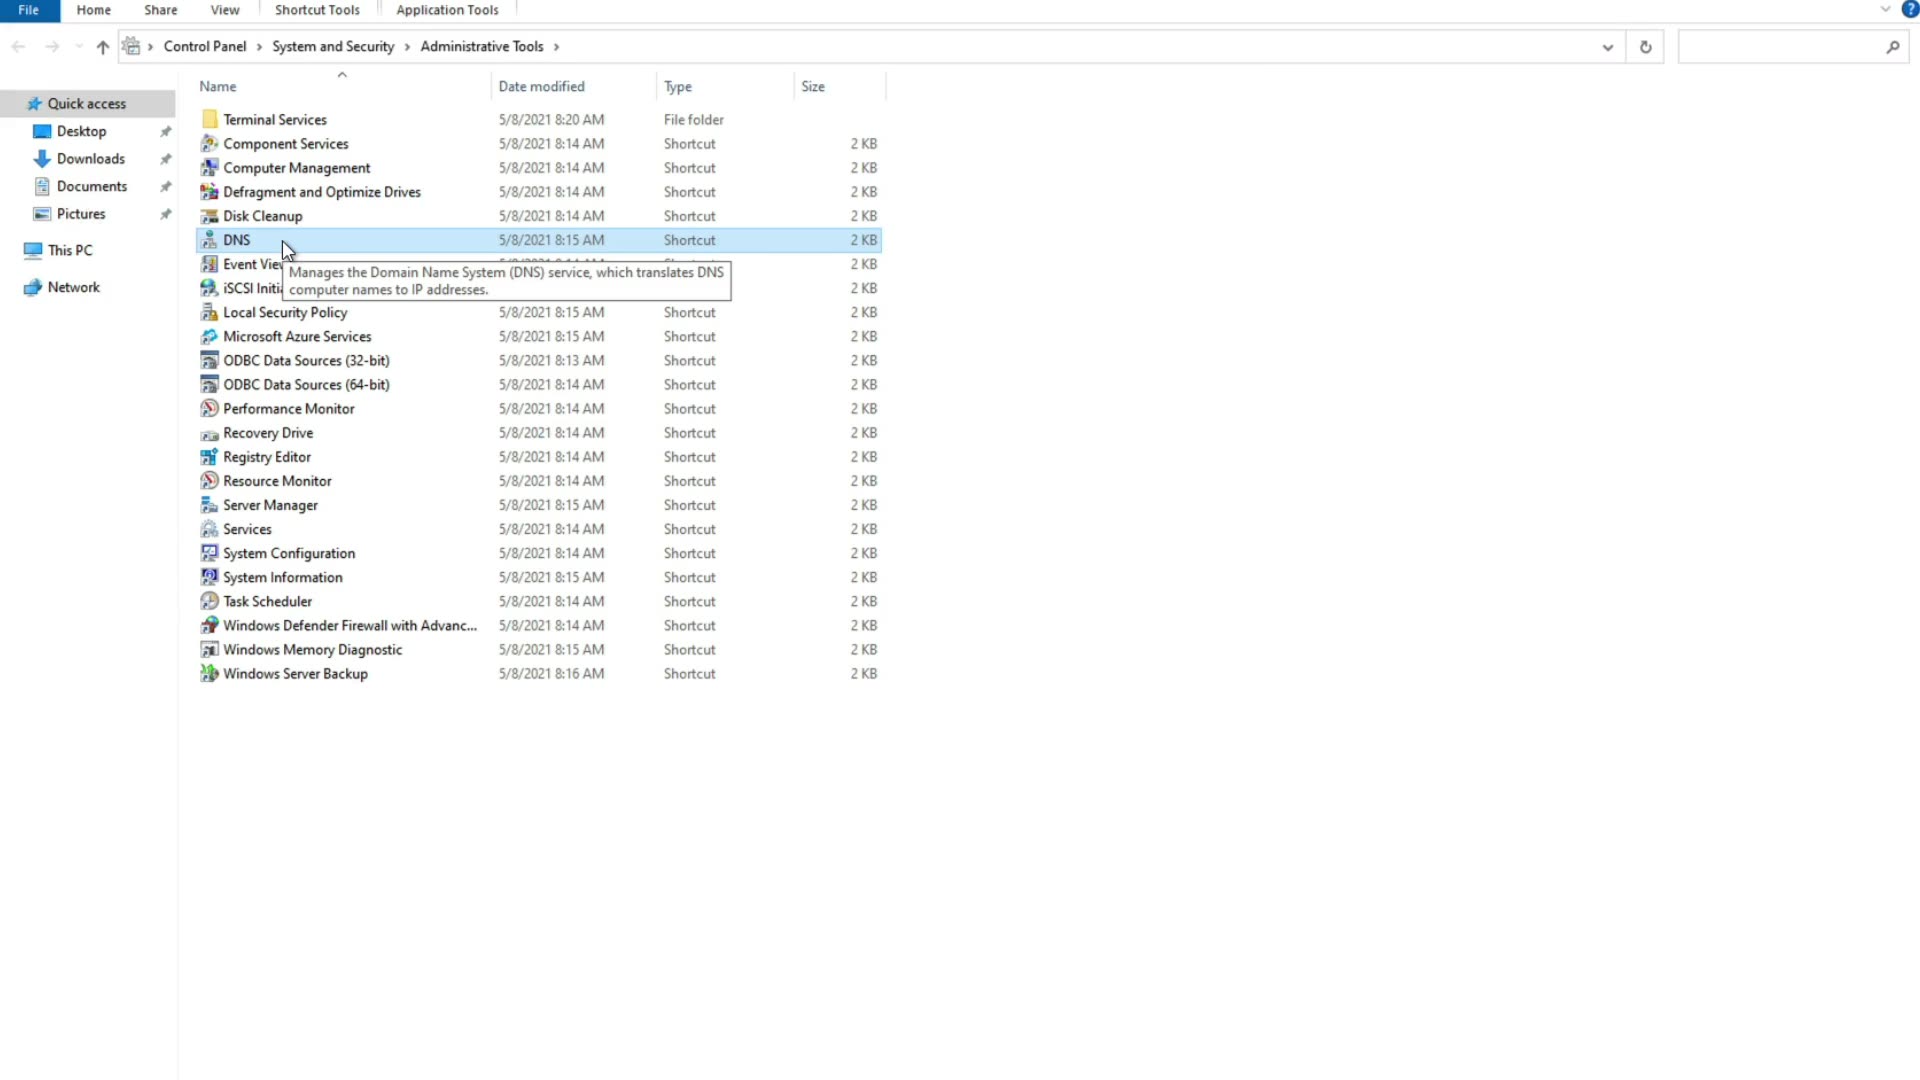 File Home Share View Shortcut Tools Application Tools
Control Panel > System and Security > Administrative Tools >
Name Date modified Type Size
Quick access
Desktop
Downloads
Documents
Pictures
This PC
Network
Terminal Services 5/8/2021 8:20 AM File folder
Component Services 5/8/2021 8:14 AM Shortcut 2 KB
Computer Management 5/8/2021 8:14 AM Shortcut 2 KB
Defragment and Optimize Drives 5/8/2021 8:14 AM Shortcut 2 KB
Disk Cleanup 5/8/2021 8:14 AM Shortcut 2 KB
DNS 5/8/2021 8:15 AM Shortcut 2 KB
Event Vie 2 KB
Manages the Domain Name System (DNS) service, which translates DNS
computer names to IP addresses.
iSCSI Initi 2 KB
Local Security Policy 5/8/2021 8:15 AM Shortcut 2 KB
Microsoft Azure Services 5/8/2021 8:15 AM Shortcut 2 KB
ODBC Data Sources (32-bit) 5/8/2021 8:13 AM Shortcut 2 KB
ODBC Data Sources (64-bit) 5/8/2021 8:14 AM Shortcut 2 KB
Performance Monitor 5/8/2021 8:14 AM Shortcut 2 KB
Recovery Drive 5/8/2021 8:14 AM Shortcut 2 KB
Registry Editor 5/8/2021 8:14 AM Shortcut 2 KB
Resource Monitor 5/8/2021 8:14 AM Shortcut 2 KB
Server Manager 5/8/2021 8:15 AM Shortcut 2 KB
Services 5/8/2021 8:14 AM Shortcut 2 KB
System Configuration 5/8/2021 8:14 AM Shortcut 2 KB
System Information 5/8/2021 8:15 AM Shortcut 2 KB
Task Scheduler 5/8/2021 8:14 AM Shortcut 2 KB
Windows Defender Firewall with Advanc... 5/8/2021 8:14 AM Shortcut 2 KB
Windows Memory Diagnostic 5/8/2021 8:15 AM Shortcut 2 KB
Windows Server Backup 5/8/2021 8:16 AM Shortcut 2 KB